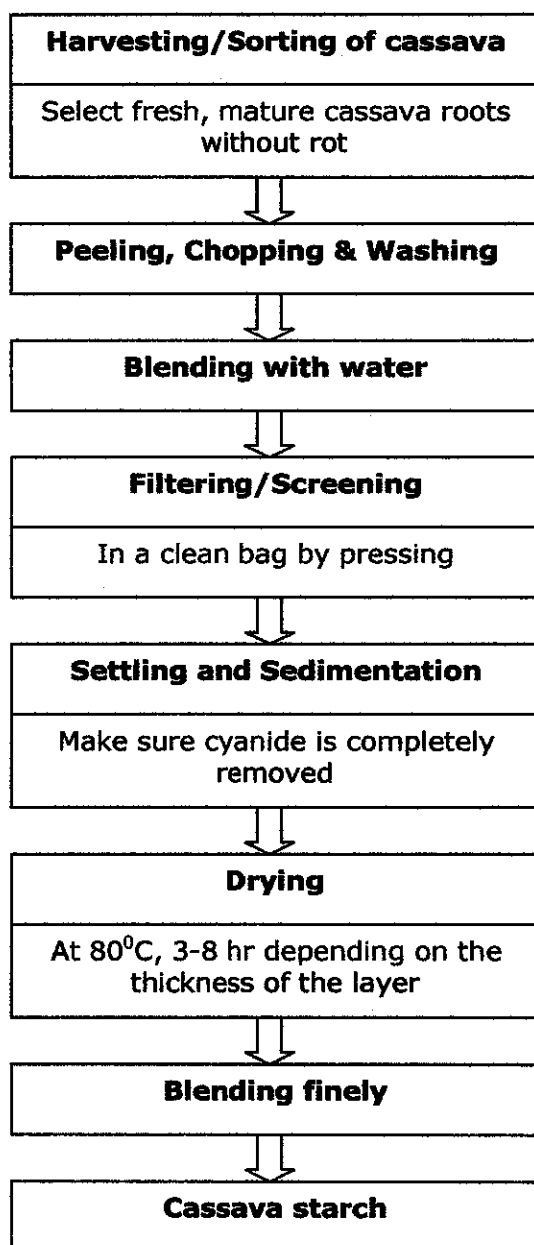 Harvesting/Sorting of cassava
Select fresh, mature cassava roots
without rot
Peeling, Chopping & Washing
Blending with water
Filtering/Screening
In a clean bag by pressing
Settling and Sedimentation
Make sure cyanide is completely
removed
Drying
At 80⁰C, 3-8 hr depending on the
thickness of the layer
Blending finely
Cassava starch